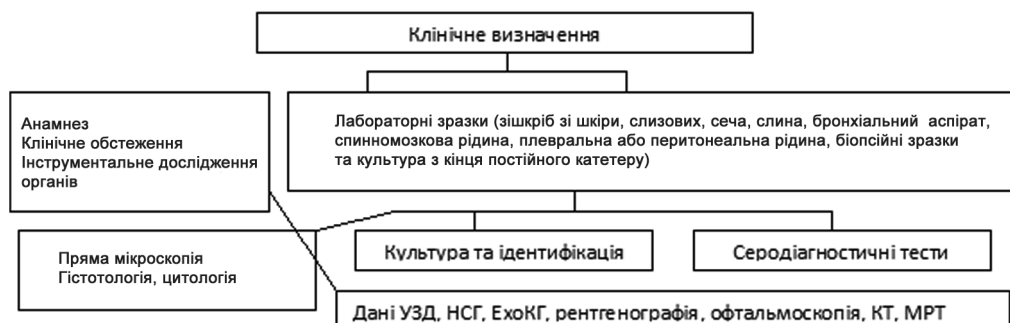 Клінічне визначення
Анамнез
Клінічне обстеження
Інструментальне дослідження
органів
Лабораторні зразки (зішкріб зі шкіри, слизових, сеча, слина, бронхіальний аспірат,
спинномозкова рідина, плевральна або перитонеальна рідина, біопсійні зразки
та культура з кінця постійного катетеру)
Пряма мікроскопія
Гістотологія, цитологія
Культура та ідентифікація
Серодіагностичні тести
Дані УЗД, НСГ, ЕхоКГ, рентгенографія, офтальмоскопія, КТ, МРТ